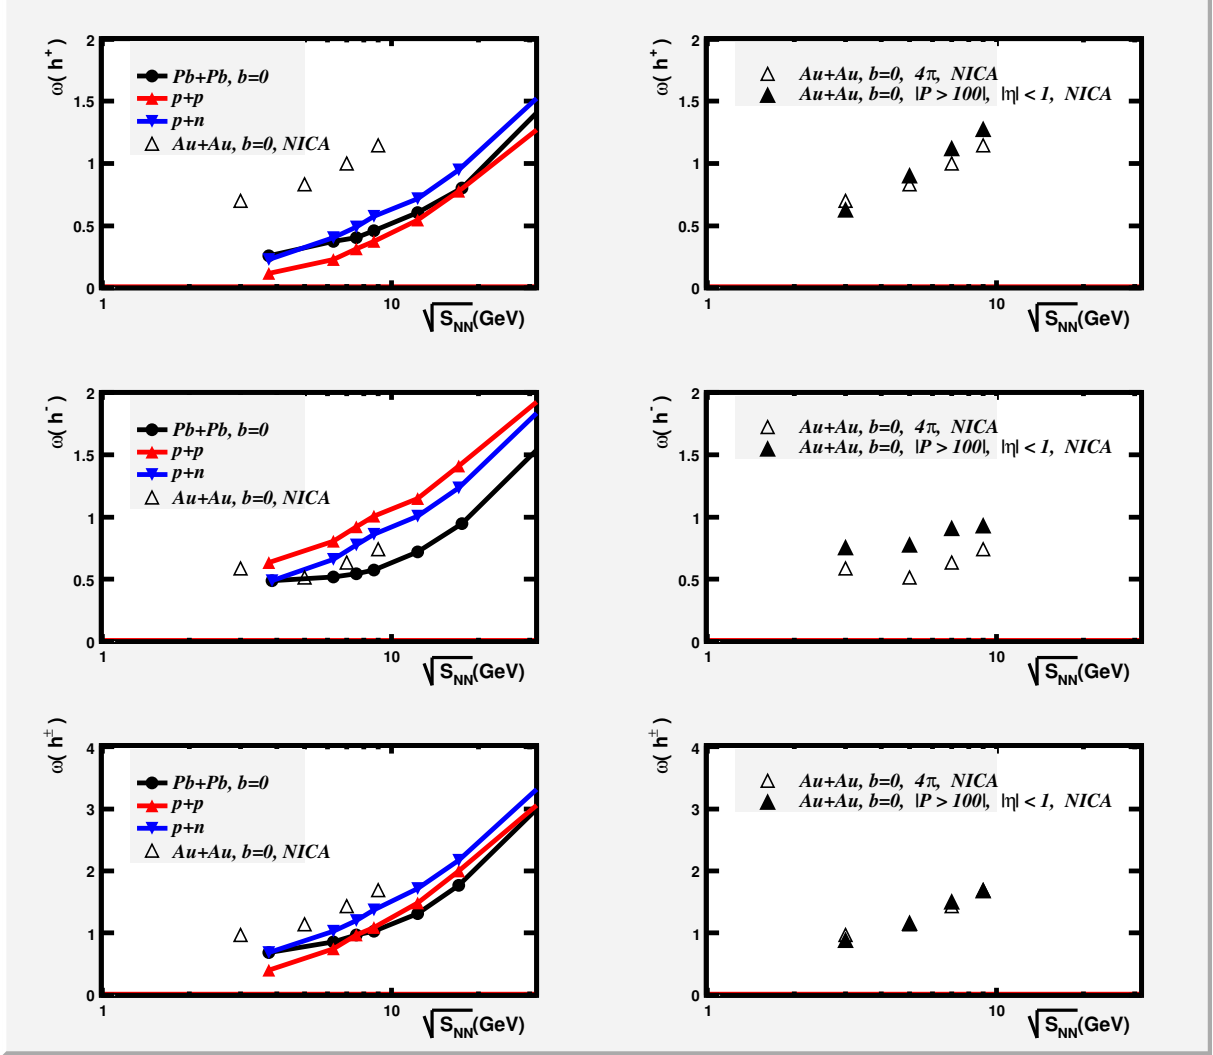 ω( h⁺ )
2
1.5
1
0.5
0
Pb+Pb, b=0
p+p
p+n
Au+Au, b=0, NICA
1
10
√S_NN (GeV)
ω( h⁺ )
2
1.5
1
0.5
0
Au+Au, b=0, 4π, NICA
Au+Au, b=0, |P > 100|, |η| < 1, NICA
1
10
√S_NN (GeV)
ω( h⁻ )
2
1.5
1
0.5
0
Pb+Pb, b=0
p+p
p+n
Au+Au, b=0, NICA
1
10
√S_NN (GeV)
ω( h⁻ )
2
1.5
1
0.5
0
Au+Au, b=0, 4π, NICA
Au+Au, b=0, |P > 100|, |η| < 1, NICA
1
10
√S_NN (GeV)
ω( h± )
4
3
2
1
0
Pb+Pb, b=0
p+p
p+n
Au+Au, b=0, NICA
1
10
√S_NN (GeV)
ω( h± )
4
3
2
1
0
Au+Au, b=0, 4π, NICA
Au+Au, b=0, |P > 100|, |η| < 1, NICA
1
10
√S_NN (GeV)